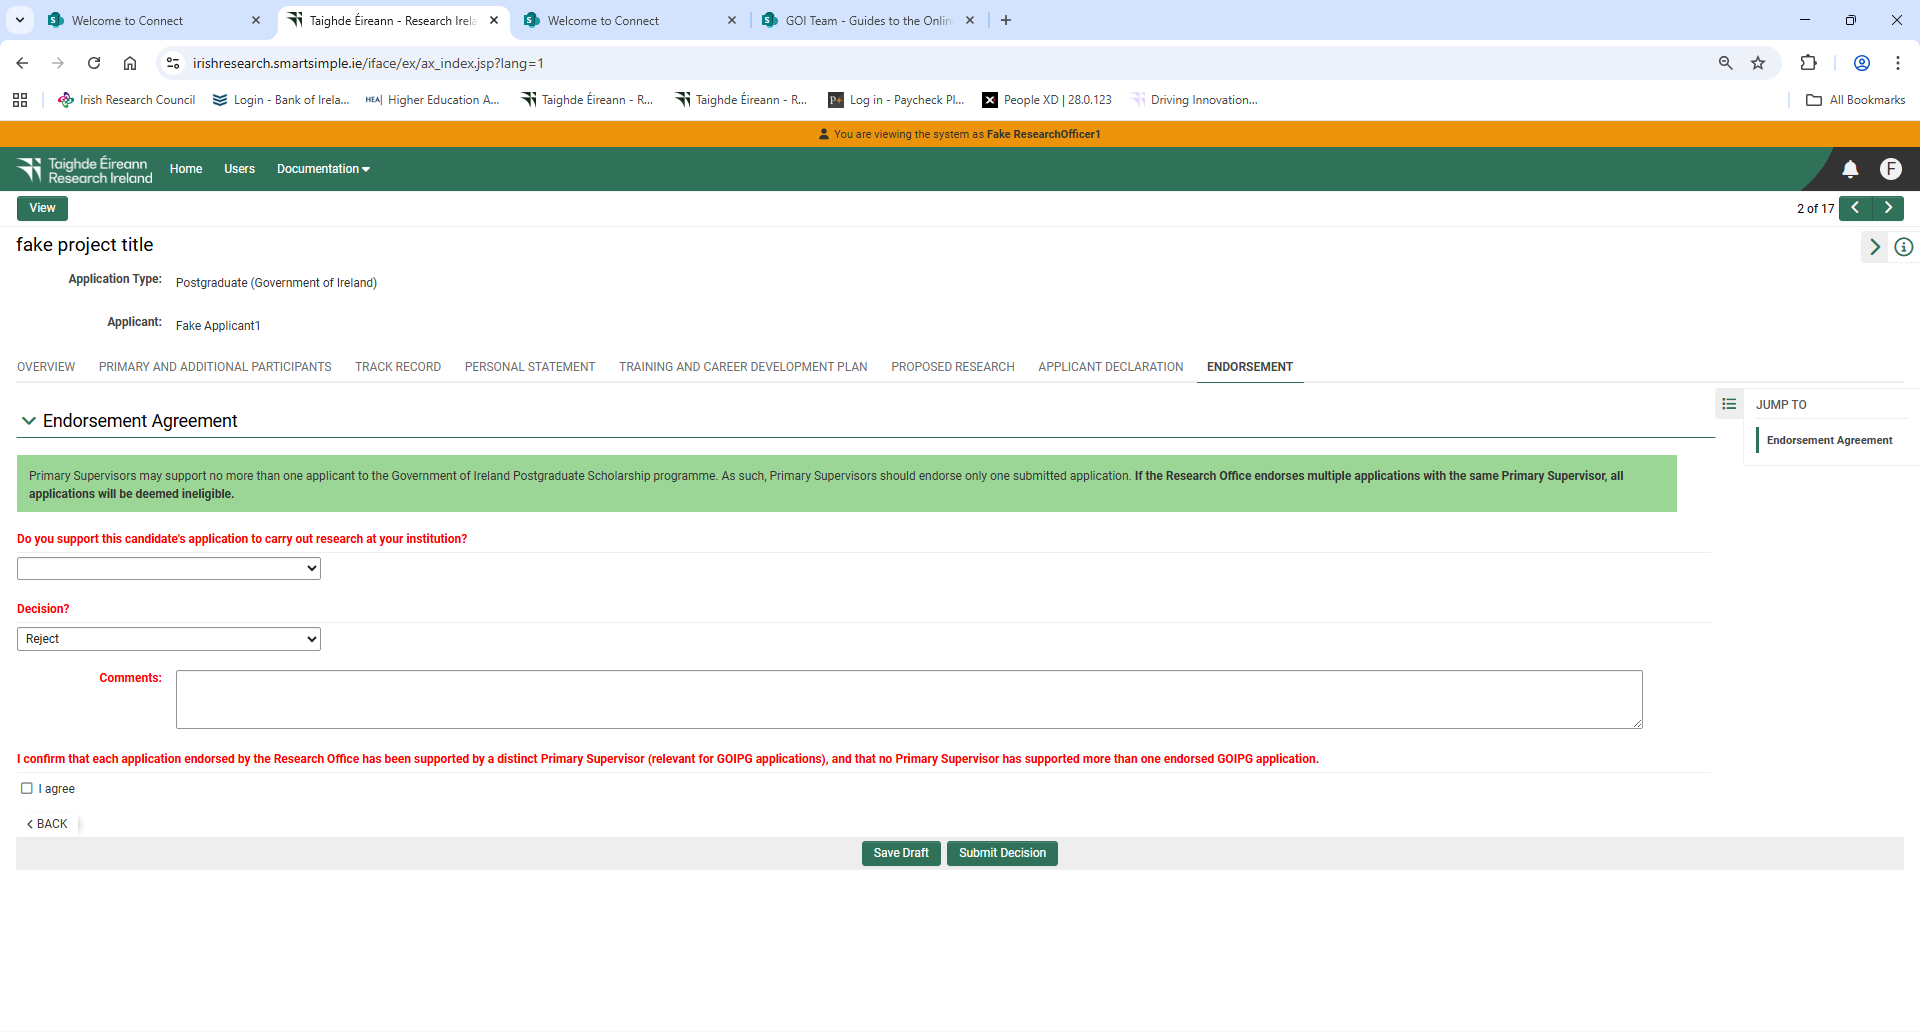 Welcome to Connect
Taighde Éireann - Research Irela
Welcome to Connect
GOI Team - Guides to the Onlin
irishresearch.smartsimple.ie/iface/ex/ax_index.jsp?lang=1
Irish Research Council
Login - Bank of Irela...
HEA| Higher Education A...
Taighde Éireann - R...
Taighde Éireann - R...
P+ Log in - Paycheck Pl...
People XD | 28.0.123
Driving Innovation...
All Bookmarks
You are viewing the system as Fake ResearchOfficer1
Taighde Éireann
Research Ireland
Home
Users
Documentation
F
View
2 of 17
fake project title
Application Type: Postgraduate (Government of Ireland)
Applicant: Fake Applicant1
OVERVIEW PRIMARY AND ADDITIONAL PARTICIPANTS TRACK RECORD PERSONAL STATEMENT TRAINING AND CAREER DEVELOPMENT PLAN PROPOSED RESEARCH APPLICANT DECLARATION ENDORSEMENT
JUMP TO
Endorsement Agreement
Endorsement Agreement
Primary Supervisors may support no more than one applicant to the Government of Ireland Postgraduate Scholarship programme. As such, Primary Supervisors should endorse only one submitted application. If the Research Office endorses multiple applications with the same Primary Supervisor, all
applications will be deemed ineligible.
Do you support this candidate's application to carry out research at your institution?
Decision?
Reject
Comments:
I confirm that each application endorsed by the Research Office has been supported by a distinct Primary Supervisor (relevant for GOIPG applications), and that no Primary Supervisor has supported more than one endorsed GOIPG application.
I agree
< BACK
Save Draft
Submit Decision